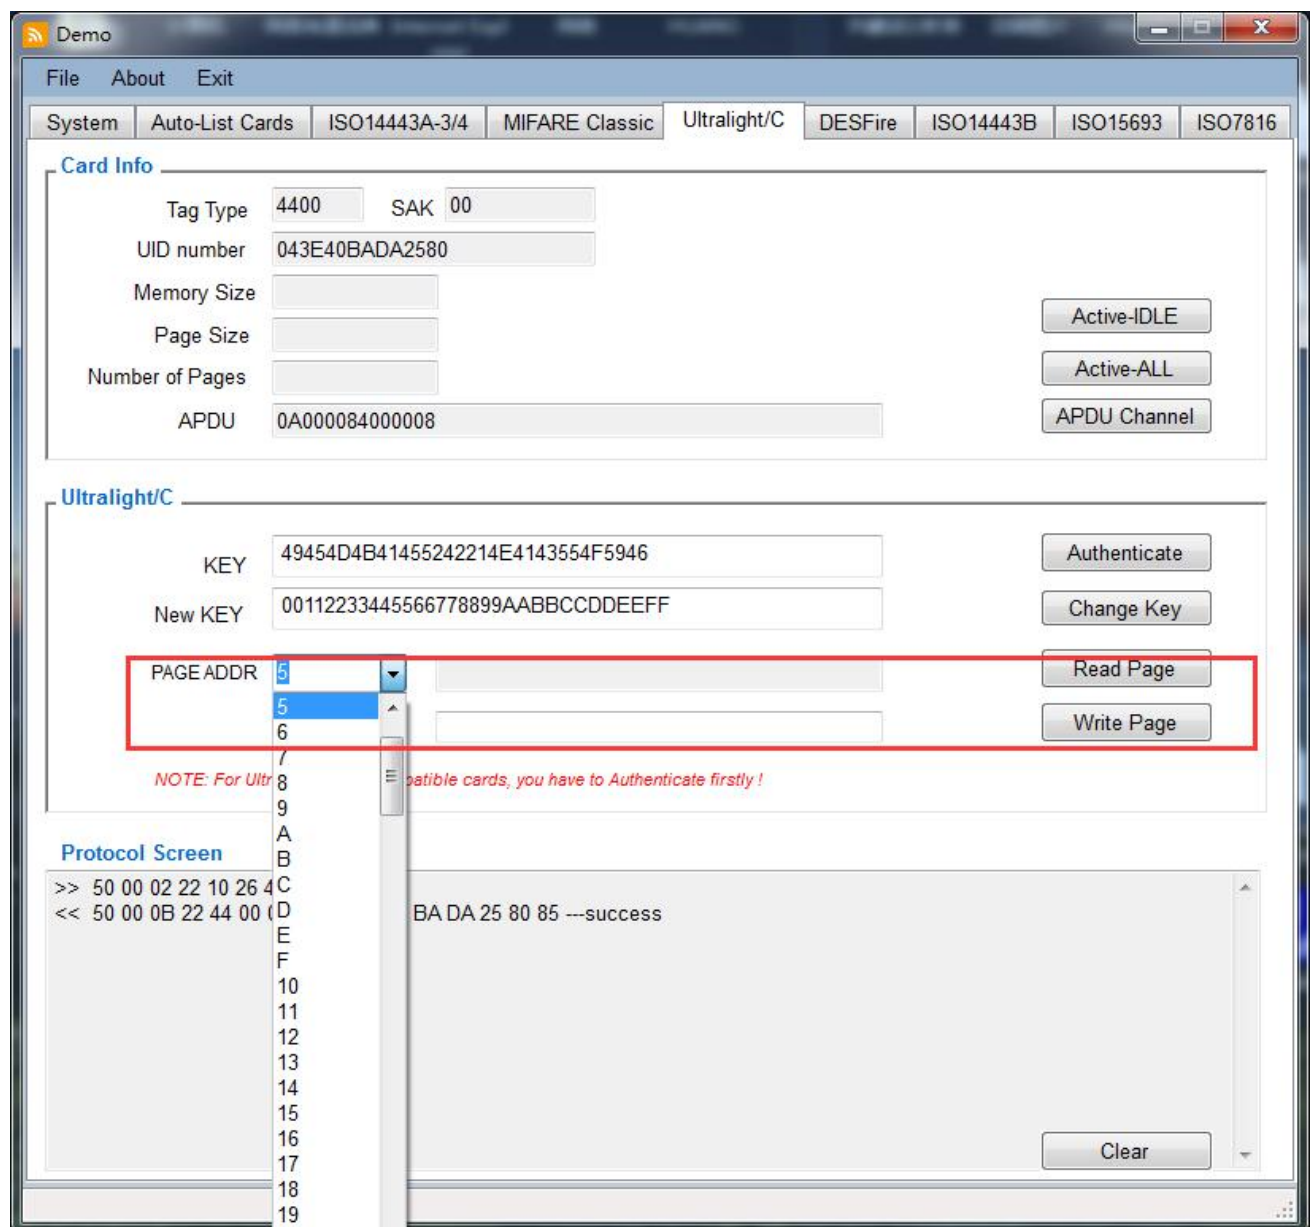 Demo
File About Exit
System Auto-List Cards ISO14443A-3/4 MIFARE Classic Ultralight/C DESFire ISO14443B ISO15693 ISO7816
Card Info
Tag Type 4400 SAK 00
UID number 043E40BADA2580
Memory Size
Page Size
Active-IDLE
Number of Pages
Active-ALL
APDU 0A000084000008 APDU Channel
Ultralight/C
KEY 49454D4B41455242214E4143554F5946 Authenticate
New KEY 00112233445566778899AABBCCDDEEFF Change Key
PAGE ADDR 5 Read Page
5
6 Write Page
7
NOTE: For cards, you have to Authenticate firstly !
8
9
A
B
Protocol Screen
C
>> 50 00 02 22 10 26
D
<< 50 00 0B 22 44 00 BA DA 25 80 85 ---success
E
F
10
11
12
13
14
15
16
Clear
17
18
19